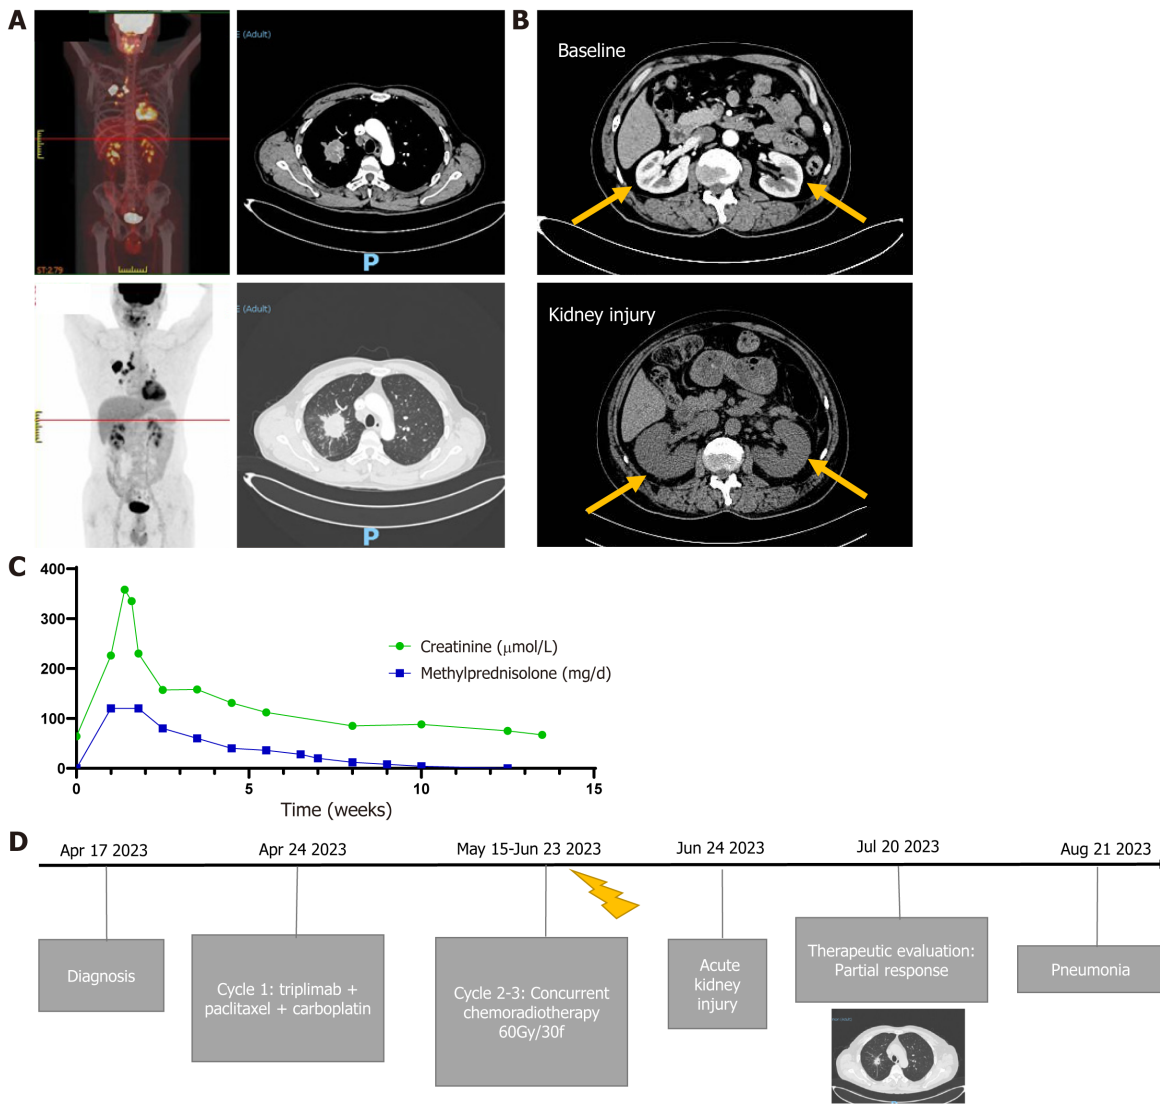 A
B
E (Adult)
Baseline
ST:2.79
P
E (Adult)
Kidney injury
P
C
400
300
200
100
0
Creatinine (μmol/L)
Methylprednisolone (mg/d)
0
5
10
15
Time (weeks)
D
Apr 17 2023
Apr 24 2023
May 15-Jun 23 2023
Jun 24 2023
Jul 20 2023
Aug 21 2023
Diagnosis
Cycle 1: triplimab +
paclitaxel + carboplatin
Cycle 2-3: Concurrent
chemoradiotherapy
60Gy/30f
Acute
kidney
injury
Therapeutic evaluation:
Partial response
Pneumonia